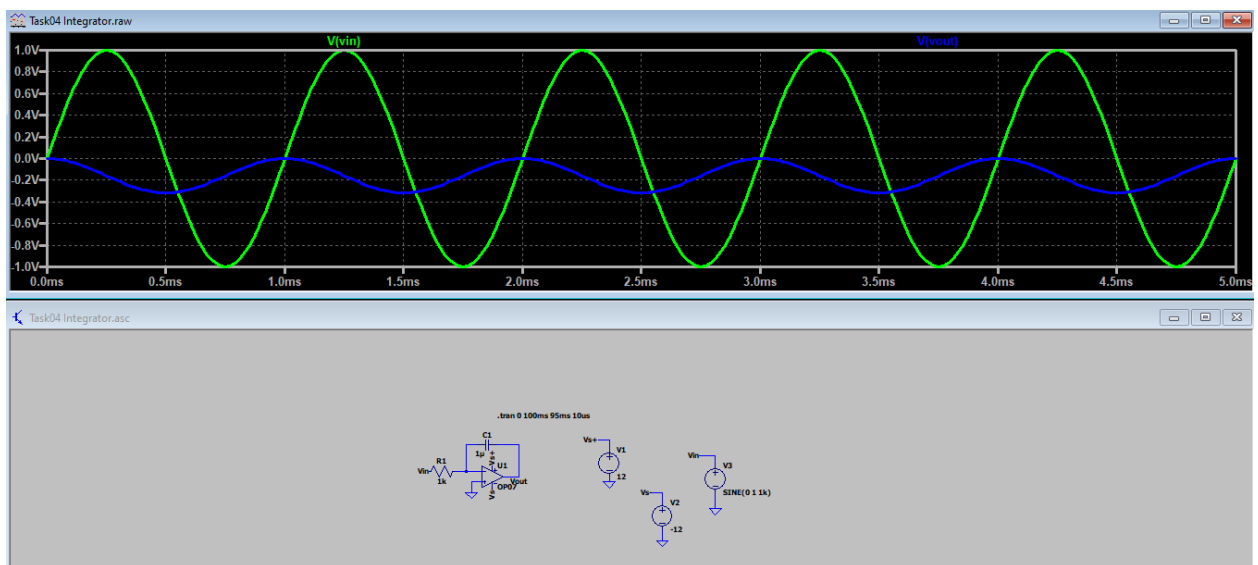 Task04 Integrator.raw
V(vin) V(vout)
1.0V
0.8V
0.6V
0.4V
0.2V
0.0V
-0.2V
-0.4V
-0.6V
-0.8V
-1.0V
0.0ms 0.5ms 1.0ms 1.5ms 2.0ms 2.5ms 3.0ms 3.5ms 4.0ms 4.5ms 5.0ms
Task04 Integrator.asc
.tran 0 100ms 95ms 10us
C1
1µ
Vs+
R1
Vin
1k
U1
OP07
Vout
Vs-
Vs+
V1
12
Vs-
V2
-12
Vin
V3
SINE(0 1 1k)